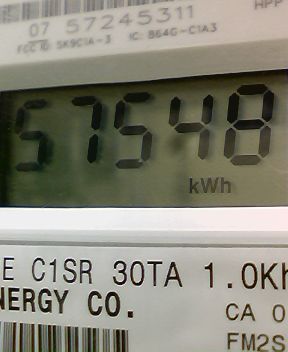 HPP
07 57245311
FCC ID: SK9C1A-3 IC: 864G-C1A3
57548
kWh
E C1SR 30TA 1.0Kh
NERGY CO.
CA 0
FM2S